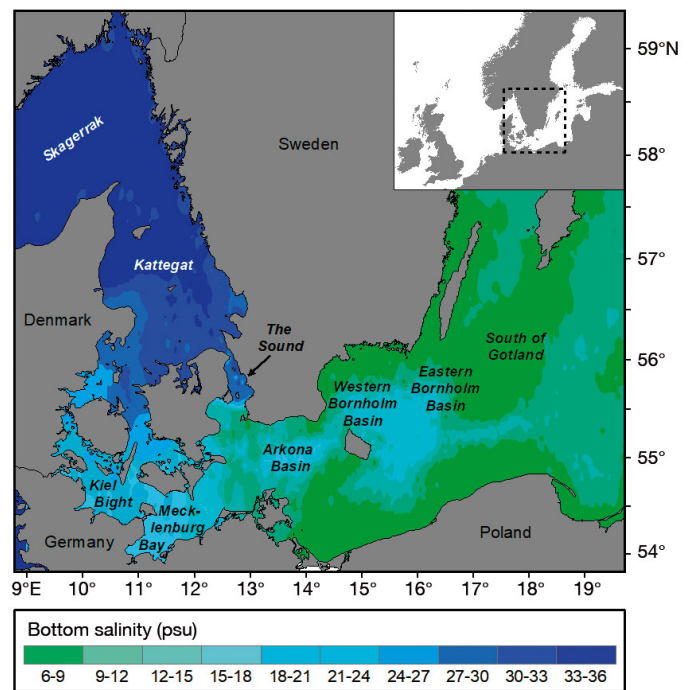 59°N
58°
57°
56°
55°
54°
Skagerrak
Sweden
Kattegat
Denmark
The
Sound
South of
Gotland
Western
Bornholm
Basin
Eastern
Bornholm
Basin
Arkona
Basin
Kiel
Bight
Meck-
lenburg
Bay
Germany
Poland
9°E 10° 11° 12° 13° 14° 15° 16° 17° 18° 19°
Bottom salinity (psu)
6-9 9-12 12-15 15-18 18-21 21-24 24-27 27-30 30-33 33-36